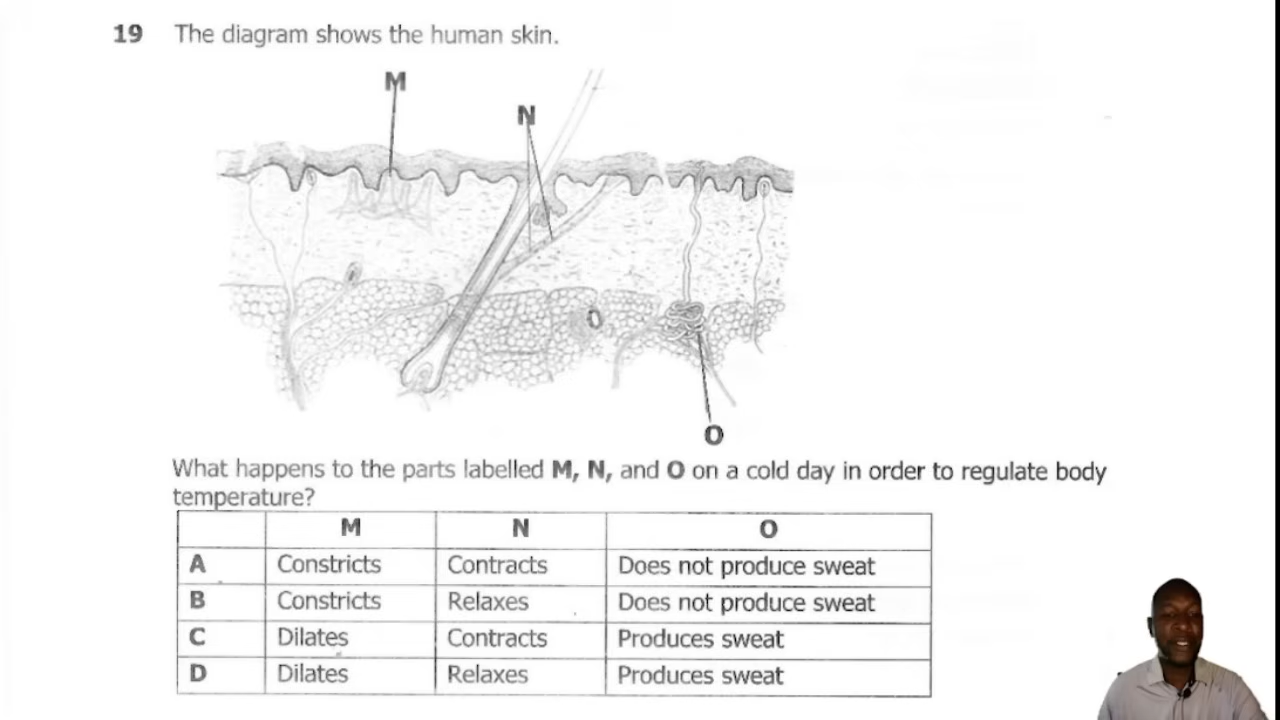 19 The diagram shows the human skin.
M
N
O
What happens to the parts labelled M, N, and O on a cold day in order to regulate body
temperature?
M N O
A Constricts Contracts Does not produce sweat
B Constricts Relaxes Does not produce sweat
C Dilates Contracts Produces sweat
D Dilates Relaxes Produces sweat